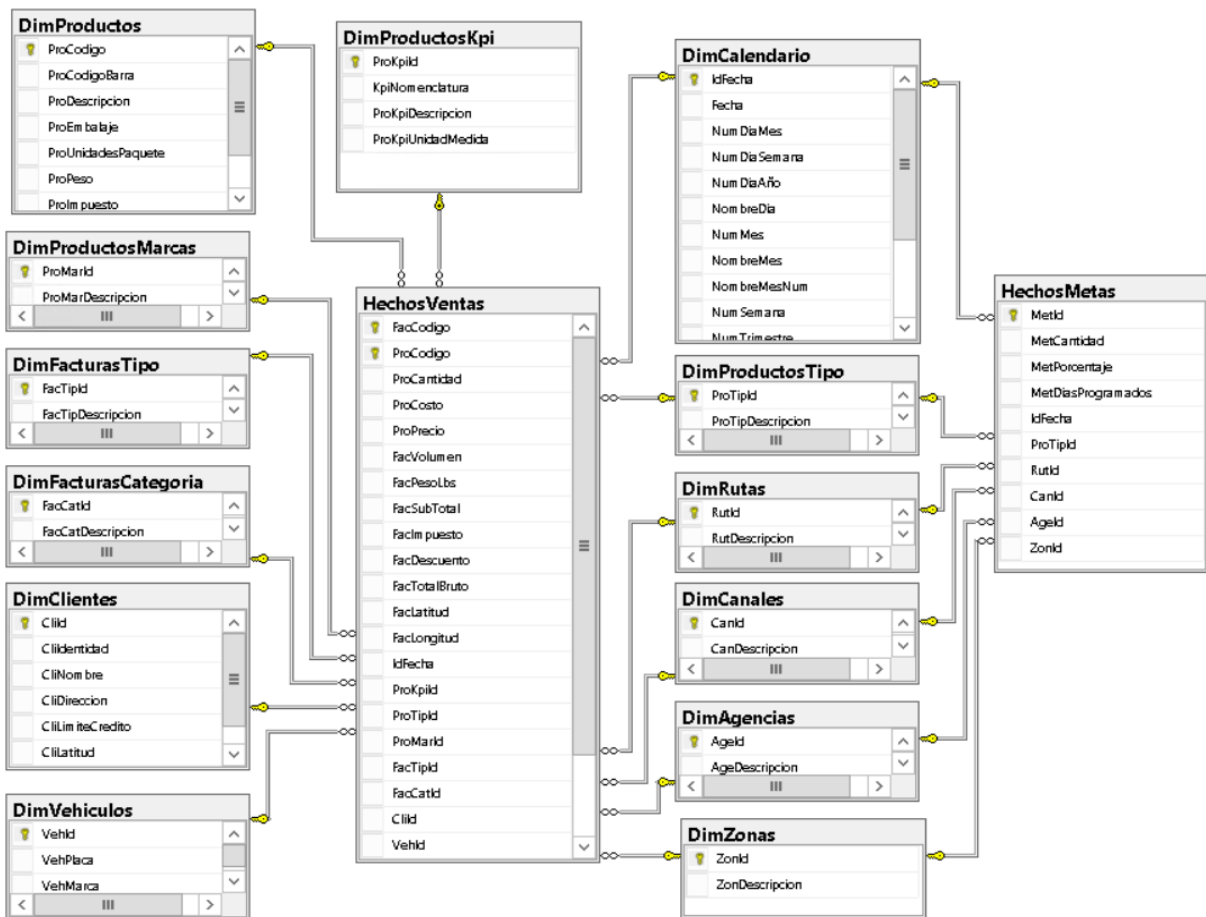 DimProductos
ProCodigo
ProCodigoBarra
ProDescripcion
ProEmbalaje
ProUnidadesPaquete
ProPeso
ProImpuesto
DimProductosKpi
ProKpiId
KpiNomenclatura
ProKpiDescripcion
ProKpiUnidadMedida
DimCalendario
IdFecha
Fecha
NumDiaMes
NumDiaSemana
NumDiaAño
NombreDia
NumMes
NombreMes
NombreMesNum
NumSemana
NumTrimestre
DimProductosMarcas
ProMarId
ProMarDescripcion
DimFacturasTipo
FacTipId
FacTipDescripcion
DimFacturasCategoria
FacCatId
FacCatDescripcion
DimClientes
CliId
CliIdentidad
CliNombre
CliDireccion
CliLimiteCredito
CliLatitud
DimVehiculos
VehId
VehPlaca
VehMarca
HechosVentas
FacCodigo
ProCodigo
ProCantidad
ProCosto
ProPrecio
FacVolumen
FacPesoLbs
FacSubTotal
FacImpuesto
FacDescuento
FacTotalBruto
FacLatitud
FacLongitud
IdFecha
ProKpiId
ProTipId
ProMarId
FacTipId
FacCatId
CliId
VehId
DimProductosTipo
ProTipId
ProTipDescripcion
DimRutas
RutId
RutDescripcion
DimCanales
CanId
CanDescripcion
DimAgencias
AgeId
AgeDescripcion
DimZonas
ZonId
ZonDescripcion
HechosMetas
MetId
MetCantidad
MetPorcentaje
MetDiasProgramados
IdFecha
ProTipId
RutId
CanId
AgeId
ZonId